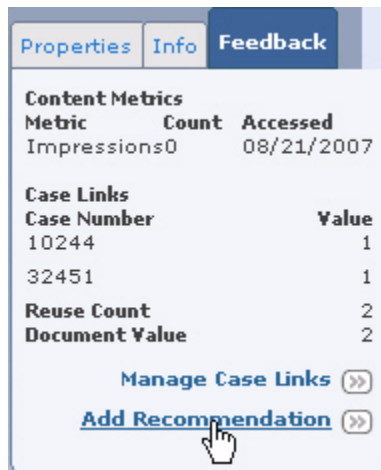 Properties Info Feedback
Content Metrics
Metric Count Accessed
Impressions0 08/21/2007
Case Links
Case Number Value
10244 1
32451 1
Reuse Count 2
Document Value 2
Manage Case Links
Add Recommendation